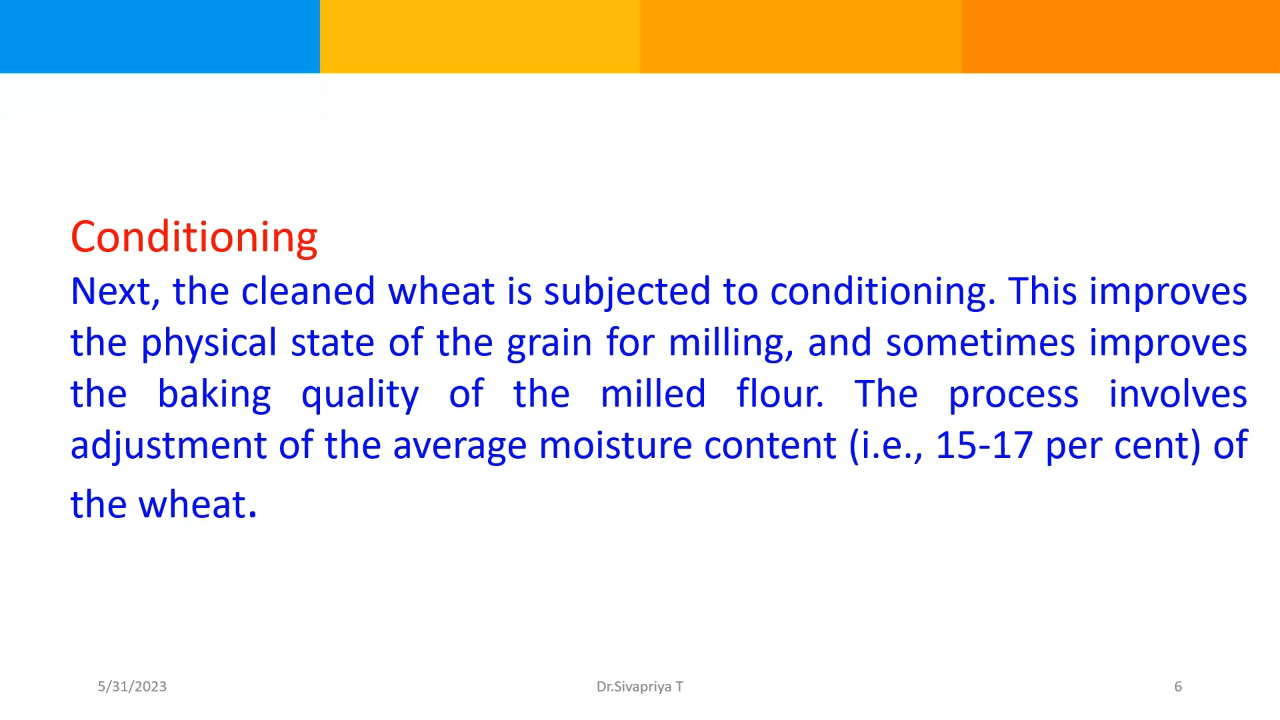 Conditioning
Next, the cleaned wheat is subjected to conditioning. This improves
the physical state of the grain for milling, and sometimes improves
the baking quality of the milled flour. The process involves
adjustment of the average moisture content (i.e., 15-17 per cent) of
the wheat.
5/31/2023
Dr.Sivapriya T
6